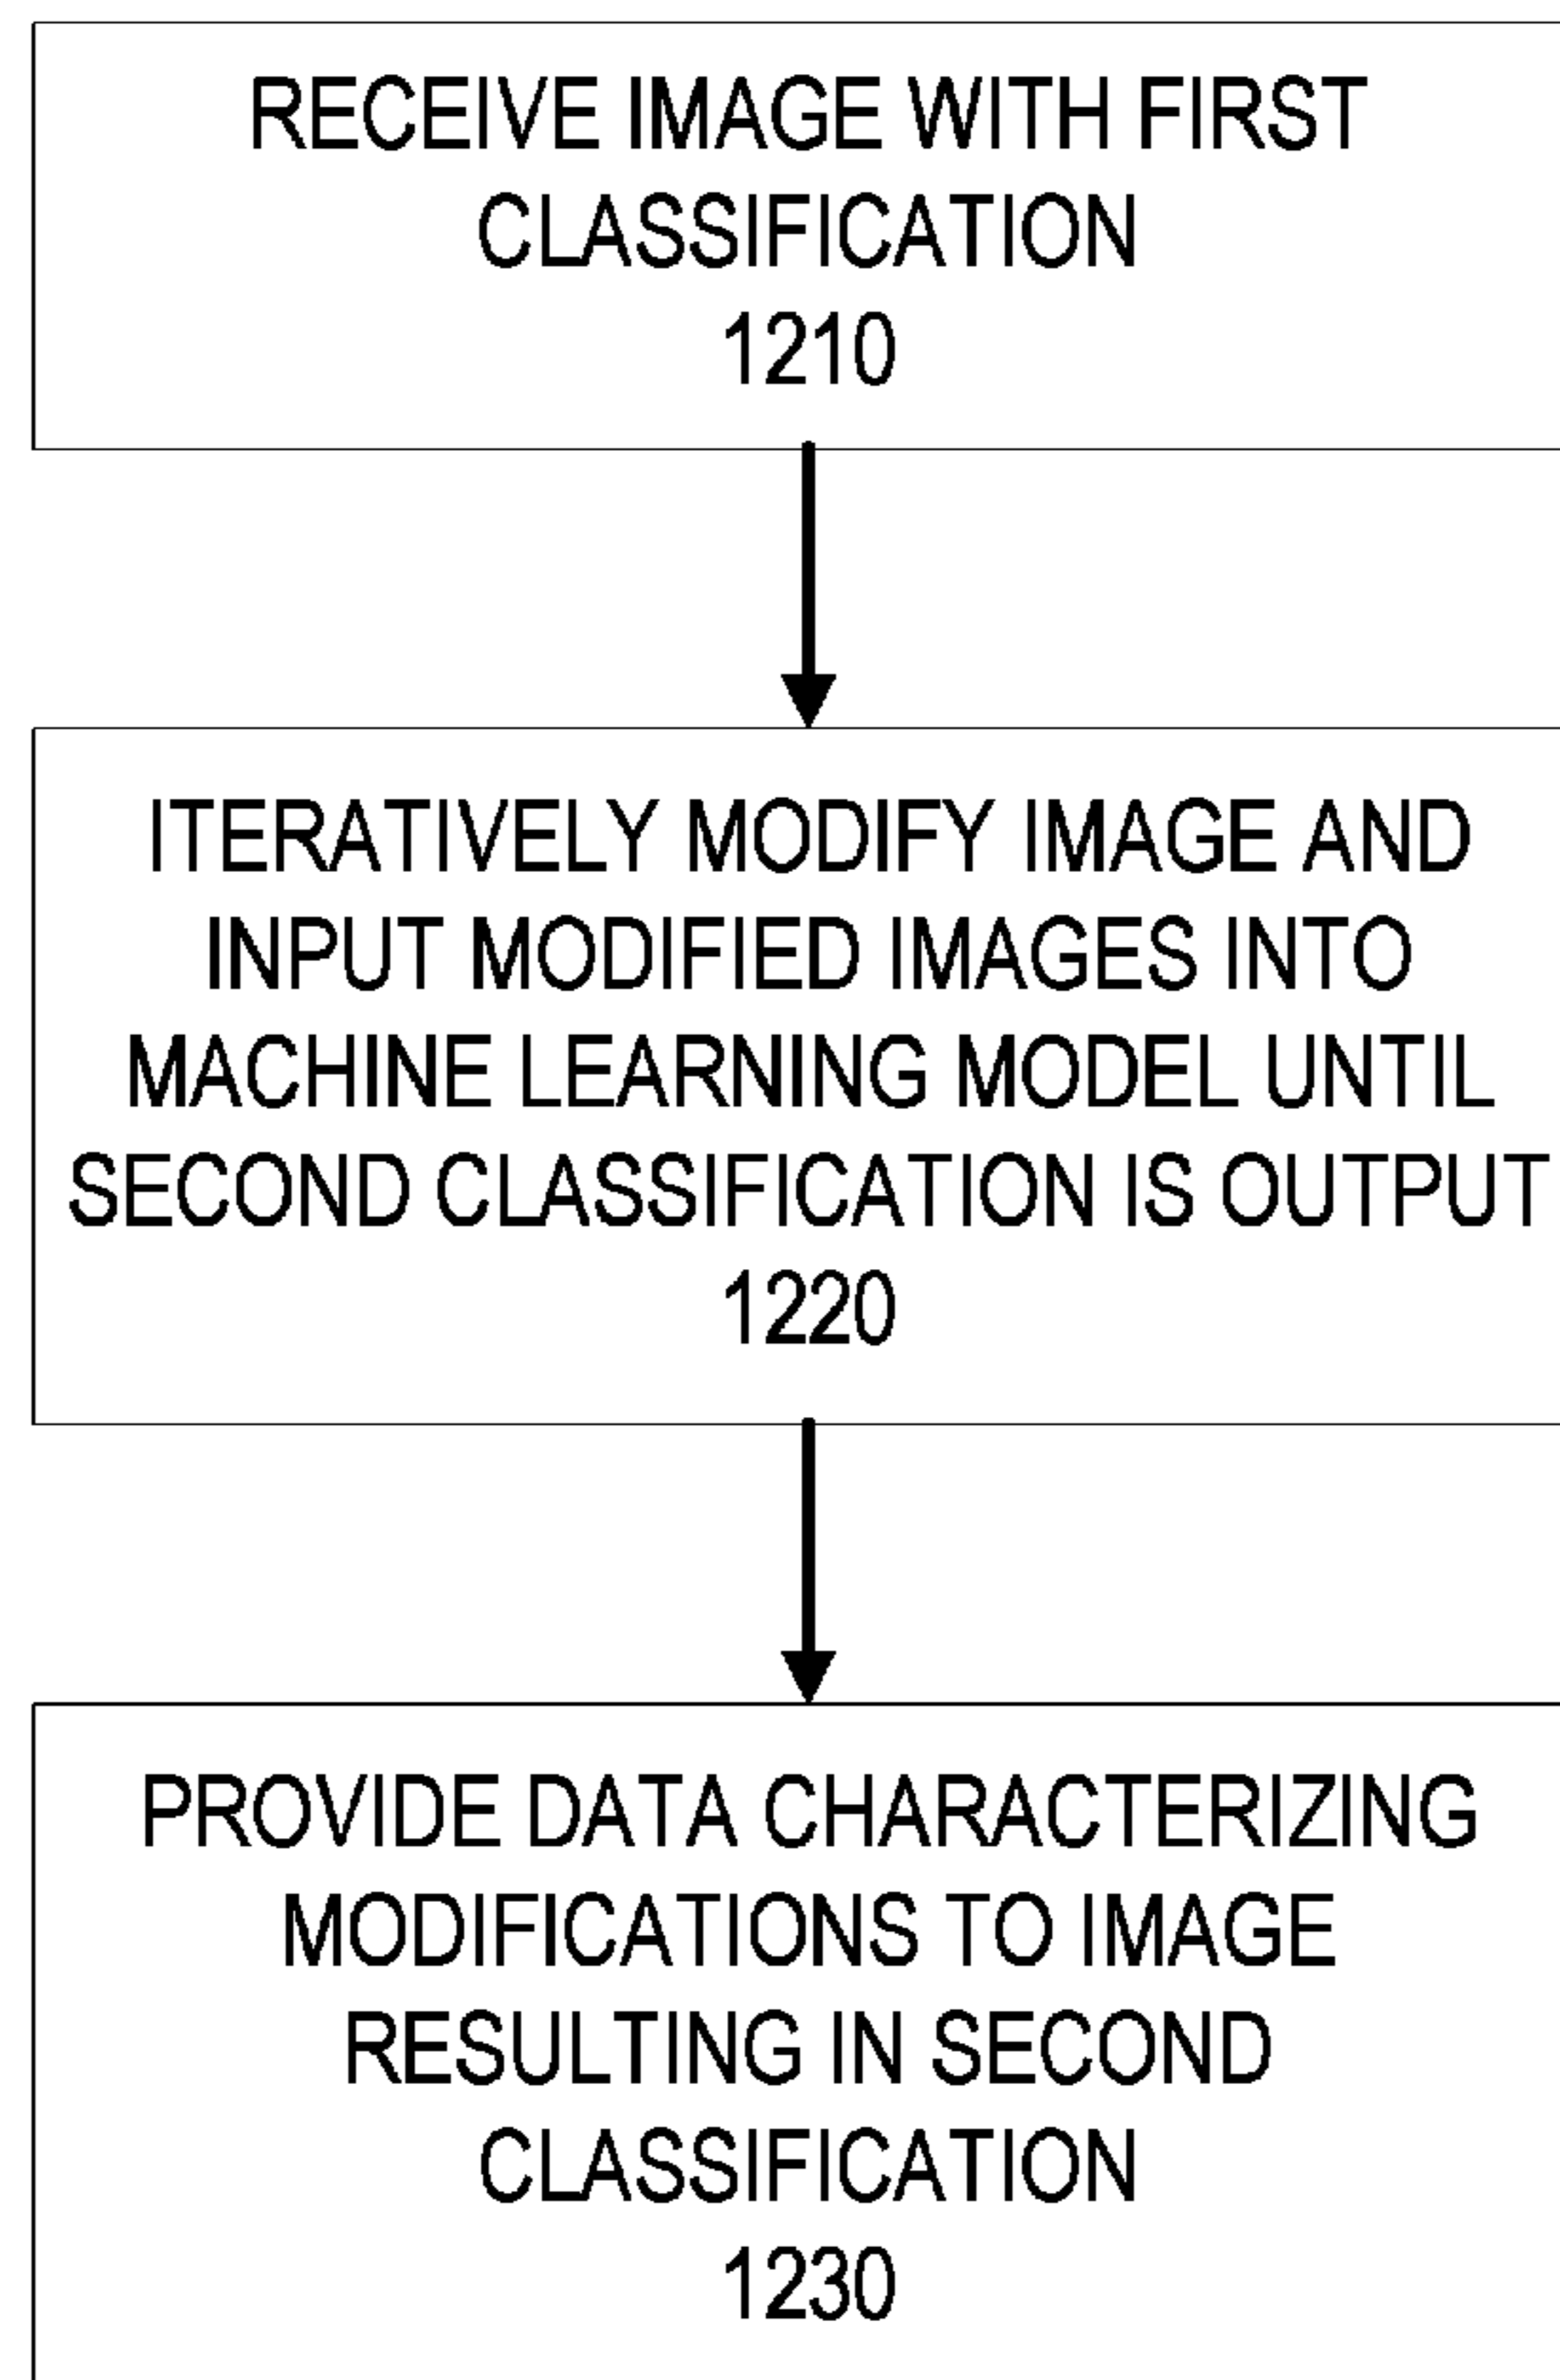 RECEIVE IMAGE WITH FIRST
CLASSIFICATION
1210
ITERATIVELY MODIFY IMAGE AND
INPUT MODIFIED IMAGES INTO
MACHINE LEARNING MODEL UNTIL
SECOND CLASSIFICATION IS OUTPUT
1220
PROVIDE DATA CHARACTERIZING
MODIFICATIONS TO IMAGE
RESULTING IN SECOND
CLASSIFICATION
1230